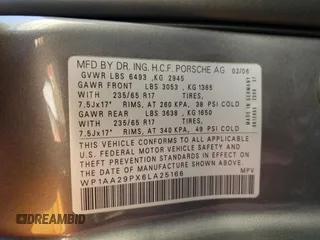 MFD. BY DR. ING. H.C.F. PORSCHE AG 03/06
GVWR LBS 6493 ,KG 2945
GAWR FRONT LBS 3053 , KG 1385
WITH 235/65 R17 TIRES,
7.5Jx17" RIMS, AT 260 KPA, 38 PSI COLD
GAWR REAR LBS 3638 ,KG 1650
WITH 235/65 R17 TIRES,
7.5Jx17" RIMS, AT 340 KPA, 49 PSI COLD
THIS VEHICLE CONFORMS TO ALL APPLICABLE
U.S. FEDERAL MOTOR VEHICLE SAFETY AND
THEFT PREVENTION STANDARDS IN EFFECT ON
THE DATE OF MANUFACTURE SHOWN ABOVE
WP1AA29PX6LA25166 MPV
DREAMBID